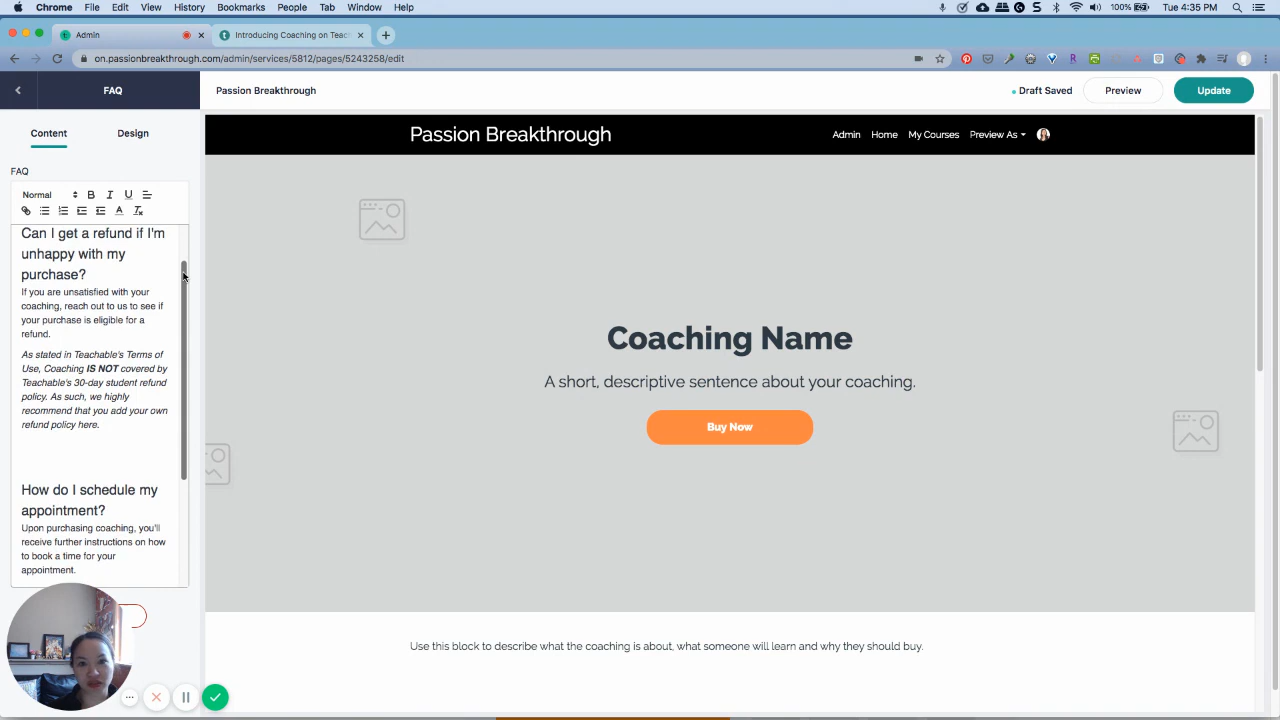 Chrome File Edit View History Bookmarks People Tab Window Help
100% Tue 4:35 PM
Admin
Introducing Coaching on Teac
on.passionbreakthrough.com/admin/services/5812/pages/5243258/edit
FAQ
Passion Breakthrough
Draft Saved
Preview
Update
Content
Design
FAQ
Normal
Can I get a refund if I'm
unhappy with my
purchase?
If you are unsatisfied with your
coaching, reach out to us to see if
your purchase is eligible for a
refund.
As stated in Teachable's Terms of
Use, Coaching IS NOT covered by
Teachable's 30-day student refund
policy. As such, we highly
recommend that you add your own
refund policy here.
How do I schedule my
appointment?
Upon purchasing coaching, you'll
receive further instructions on how
to book a time for your
appointment.
Passion Breakthrough
Admin Home My Courses Preview As
Coaching Name
A short, descriptive sentence about your coaching.
Buy Now
Use this block to describe what the coaching is about, what someone will learn and why they should buy.